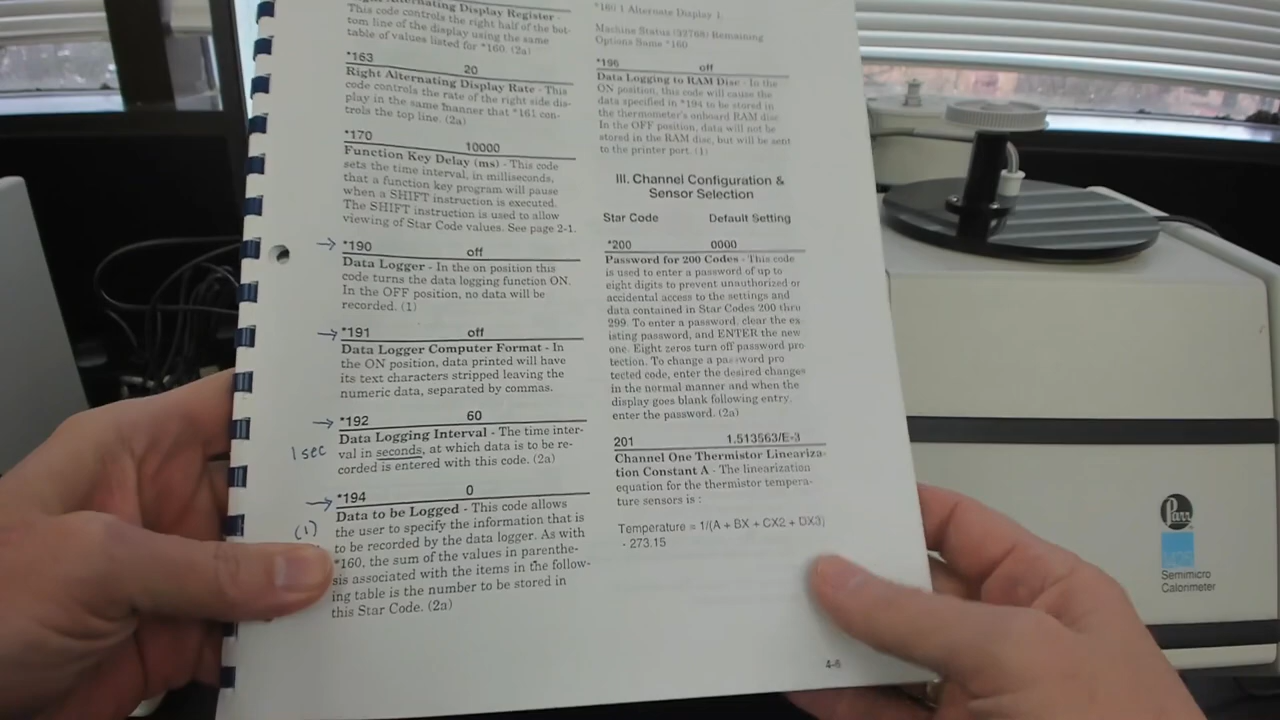 Alternating Display Register -
This code controls the right half of the bot-
tom line of the display using the same
table of values listed for *160. (2a)
*163 20
Right Alternating Display Rate - This
code controls the rate of the right side dis-
play in the same manner that *161 con-
trols the top line. (2a)
*170 10000
Function Key Delay (ms) - This code
sets the time interval, in milliseconds,
that a function key program will pause
when a SHIFT instruction is executed.
The SHIFT instruction is used to allow
viewing of Star Code values. See page 2-1.
→ *190 off
Data Logger - In the on position this
code turns the data logging function ON.
In the OFF position, no data will be
recorded. (1)
→ *191 off
Data Logger Computer Format - In
the ON position, data printed will have
its text characters stripped leaving the
numeric data, separated by commas.
→ *192 60
1 sec
Data Logging Interval - The time inter-
val in seconds, at which data is to be re-
corded is entered with this code. (2a)
→ *194 0
(1)
Data to be Logged - This code allows
the user to specify the information that is
to be recorded by the data logger. As with
*160, the sum of the values in parenthe-
sis associated with the items in the follow-
ing table is the number to be stored in
this Star Code. (2a)
Alternate Display 1.
Machine Status (32768) Remaining
Options Same *160
*196 off
Data Logging to RAM Disc - In the
ON position, this code will cause the
data specified in *194 to be stored in
the thermometer's onboard RAM disc
In the OFF position, data will not be
stored in the RAM disc, but will be sent
to the printer port. (1)
III. Channel Configuration &
Sensor Selection
Star Code Default Setting
*200 0000
Password for 200 Codes - This code
is used to enter a password of up to
eight digits to prevent unauthorized or
accidental access to the settings and
data contained in Star Codes 200 thru
299. To enter a password, clear the ex-
isting password, and ENTER the new
one. Eight zeros turn off password pro
tection. To change a password pro
tected code, enter the desired changes
in the normal manner and when the
display goes blank following entry,
enter the password. (2a)
201 1.513563/E-3
Channel One Thermistor Lineariza-
tion Constant A - The linearization
equation for the thermistor tempera-
ture sensors is :
Temperature = 1/(A + BX + CX2 + DX3)
- 273.15
4-6
Parr
Semimicro
Calorimeter